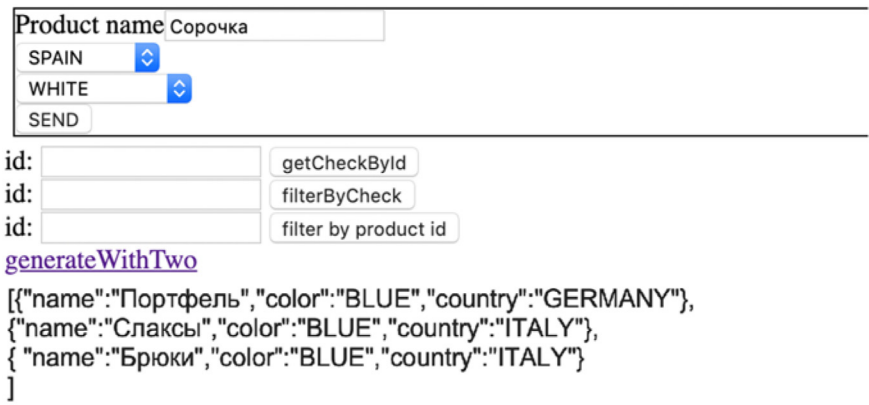 Product name Сорочка
SPAIN
WHITE
SEND
id: getCheckById
id: filterByCheck
id: filter by product id
generateWithTwo
[{"name":"Портфель","color":"BLUE","country":"GERMANY"},
{"name":"Слаксы","color":"BLUE","country":"ITALY"},
{ "name":"Брюки","color":"BLUE","country":"ITALY"}
]